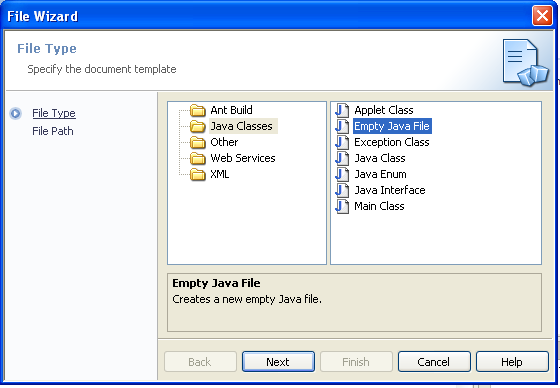 File Wizard
File Type
Specify the document template
File Type
File Path
Ant Build
Java Classes
Other
Web Services
XML
Applet Class
Empty Java File
Exception Class
Java Class
Java Enum
Java Interface
Main Class
Empty Java File
Creates a new empty Java file.
Back
Next
Finish
Cancel
Help